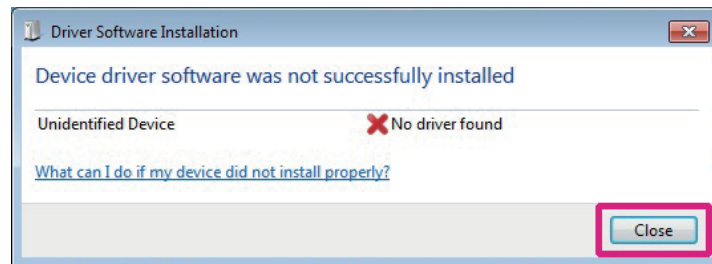 Driver Software Installation
Device driver software was not successfully installed
Unidentified Device No driver found
What can I do if my device did not install properly?
Close